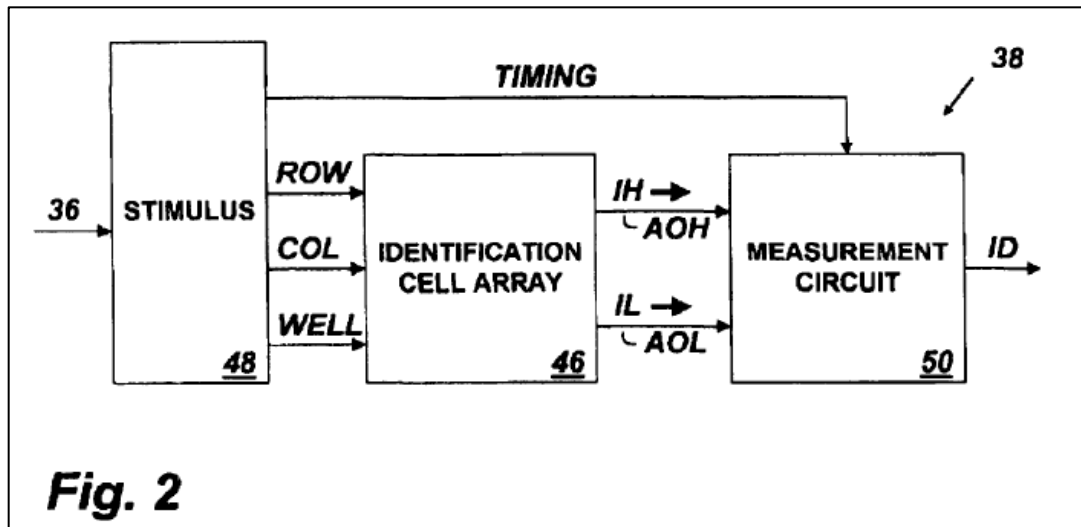 TIMING
38
ROW
IH
36
STIMULUS
AOH
COL
IDENTIFICATION
CELL ARRAY
MEASUREMENT
CIRCUIT
ID
WELL
IL
AOL
48
46
50
Fig. 2